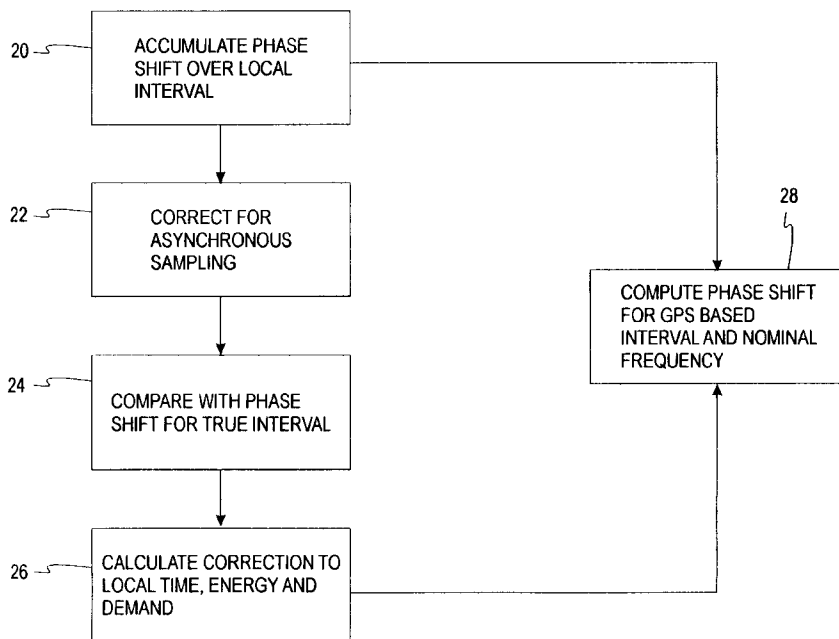 20
ACCUMULATE PHASE
SHIFT OVER LOCAL
INTERVAL
22
CORRECT FOR
ASYNCHRONOUS
SAMPLING
24
COMPARE WITH PHASE
SHIFT FOR TRUE INTERVAL
26
CALCULATE CORRECTION TO
LOCAL TIME, ENERGY AND
DEMAND
28
COMPUTE PHASE SHIFT
FOR GPS BASED
INTERVAL AND NOMINAL
FREQUENCY